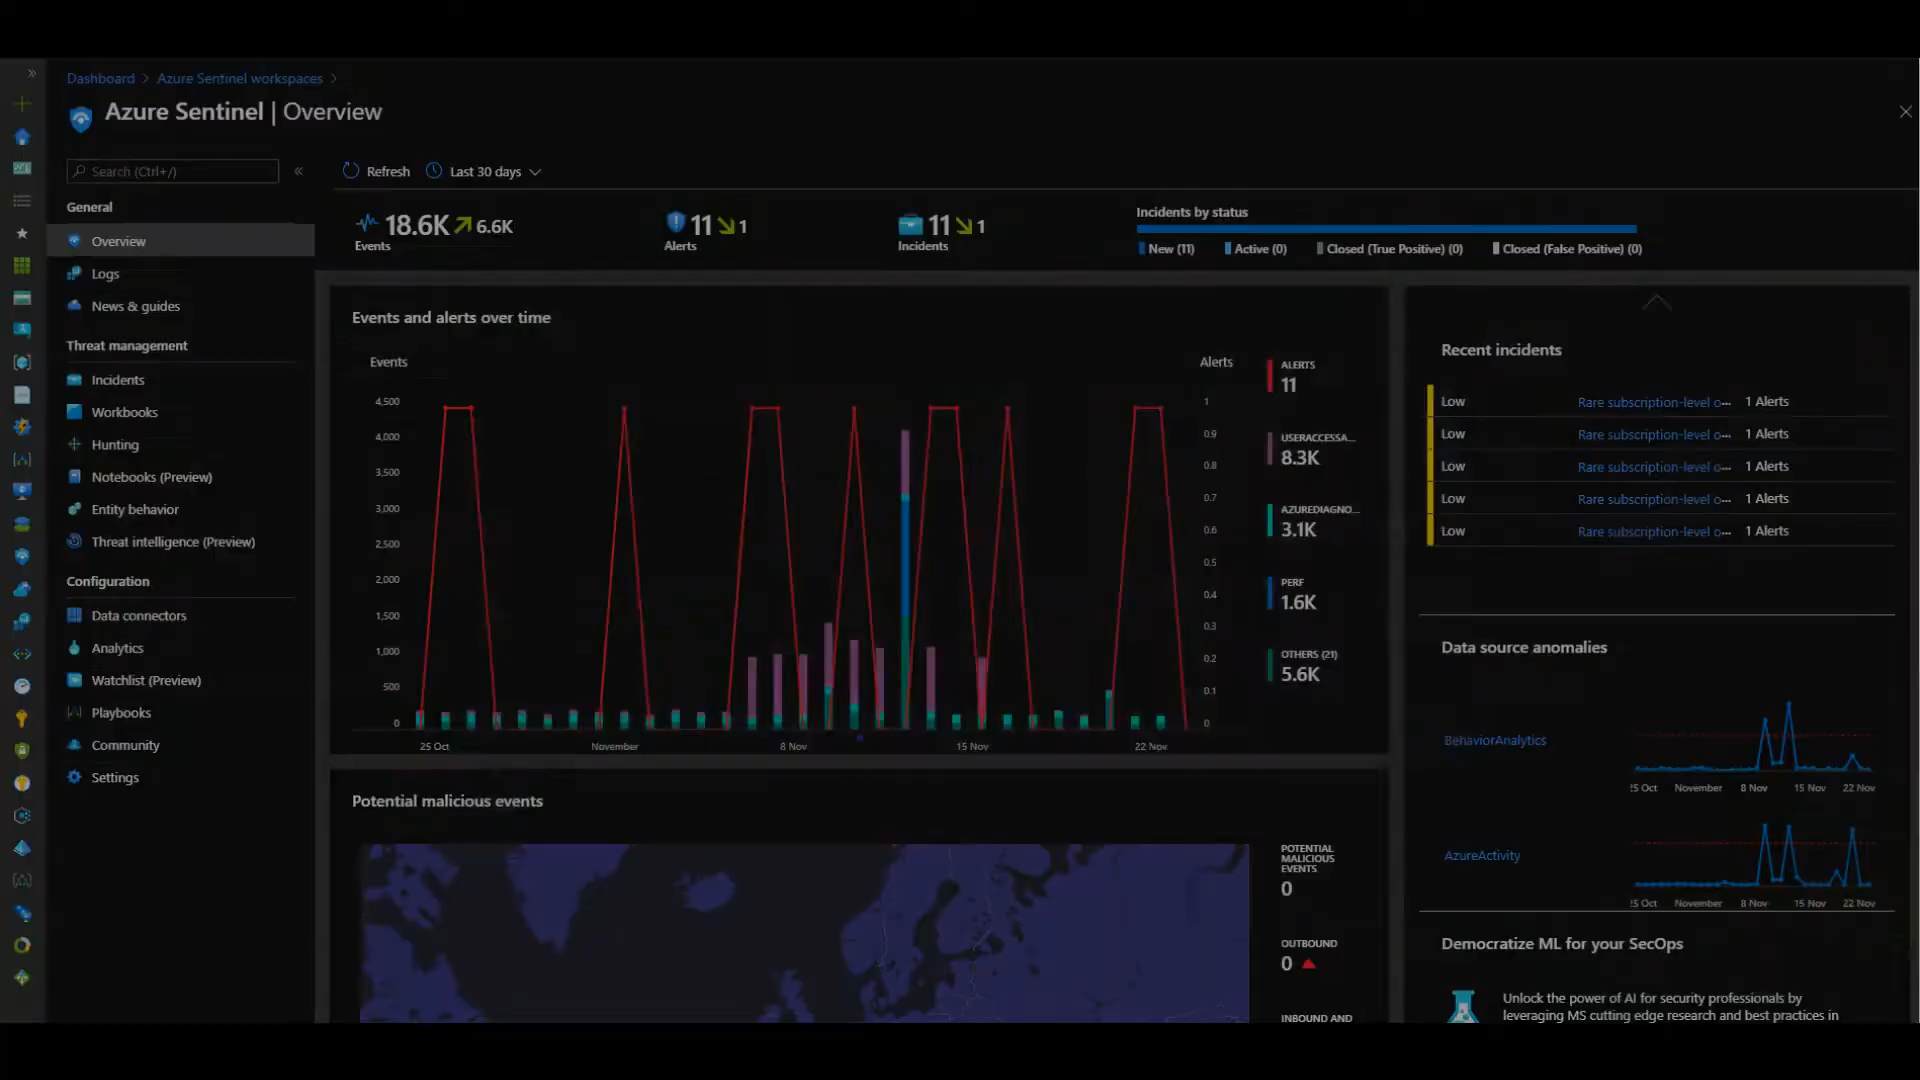 Dashboard > Azure Sentinel workspaces >
Azure Sentinel | Overview
Search (Ctrl+/)
Refresh
Last 30 days
General
Overview
Logs
News & guides
Threat management
Incidents
Workbooks
Hunting
Notebooks (Preview)
Entity behavior
Threat intelligence (Preview)
Configuration
Data connectors
Analytics
Watchlist (Preview)
Playbooks
Community
Settings
18.6K 6.6K
Events
11 1
Alerts
11 1
Incidents
Incidents by status
New (11) Active (0) Closed (True Positive) (0) Closed (False Positive) (0)
Events and alerts over time
Events
Alerts
4,500
4,000
3,500
3,000
2,500
2,000
1,500
1,000
500
0
1
0.9
0.8
0.7
0.6
0.5
0.4
0.3
0.2
0.1
0
25 Oct November 8 Nov 15 Nov 22 Nov
ALERTS
11
USERACCESSA...
8.3K
AZUREDIAGNO...
3.1K
PERF
1.6K
OTHERS (21)
5.6K
Potential malicious events
POTENTIAL
MALICIOUS
EVENTS
0
OUTBOUND
0
INBOUND AND
Recent incidents
Low Rare subscription-level o... 1 Alerts
Low Rare subscription-level o... 1 Alerts
Low Rare subscription-level o... 1 Alerts
Low Rare subscription-level o... 1 Alerts
Low Rare subscription-level o... 1 Alerts
Data source anomalies
BehaviorAnalytics
25 Oct November 8 Nov 15 Nov 22 Nov
AzureActivity
25 Oct November 8 Nov 15 Nov 22 Nov
Democratize ML for your SecOps
Unlock the power of AI for security professionals by
leveraging MS cutting edge research and best practices in